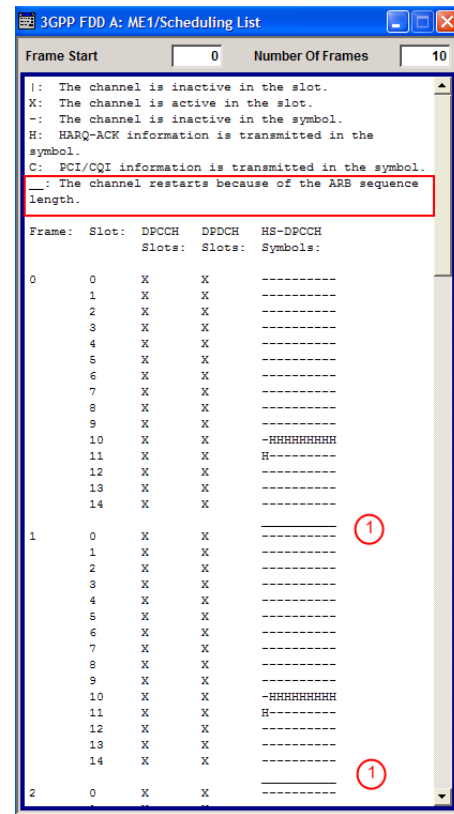 3GPP FDD A: ME1/Scheduling List
Frame Start 0 Number Of Frames 10
|: The channel is inactive in the slot.
X: The channel is active in the slot.
-: The channel is inactive in the symbol.
H: HARQ-ACK information is transmitted in the
symbol.
C: PCI/CQI information is transmitted in the symbol.
__: The channel restarts because of the ARB sequence
length.
Frame: Slot: DPCCH DPDCH HS-DPCCH
Slots: Slots: Symbols:
0 0 X X ----------
1 X X ----------
2 X X ----------
3 X X ----------
4 X X ----------
5 X X ----------
6 X X ----------
7 X X ----------
8 X X ----------
9 X X ----------
10 X X -HHHHHHHHH
11 X X H---------
12 X X ----------
13 X X ----------
14 X X ----------
__________ 1
1 0 X X ----------
1 X X ----------
2 X X ----------
3 X X ----------
4 X X ----------
5 X X ----------
6 X X ----------
7 X X ----------
8 X X ----------
9 X X ----------
10 X X -HHHHHHHHH
11 X X H---------
12 X X ----------
13 X X ----------
14 X X ----------
__________ 1
2 0 X X ----------